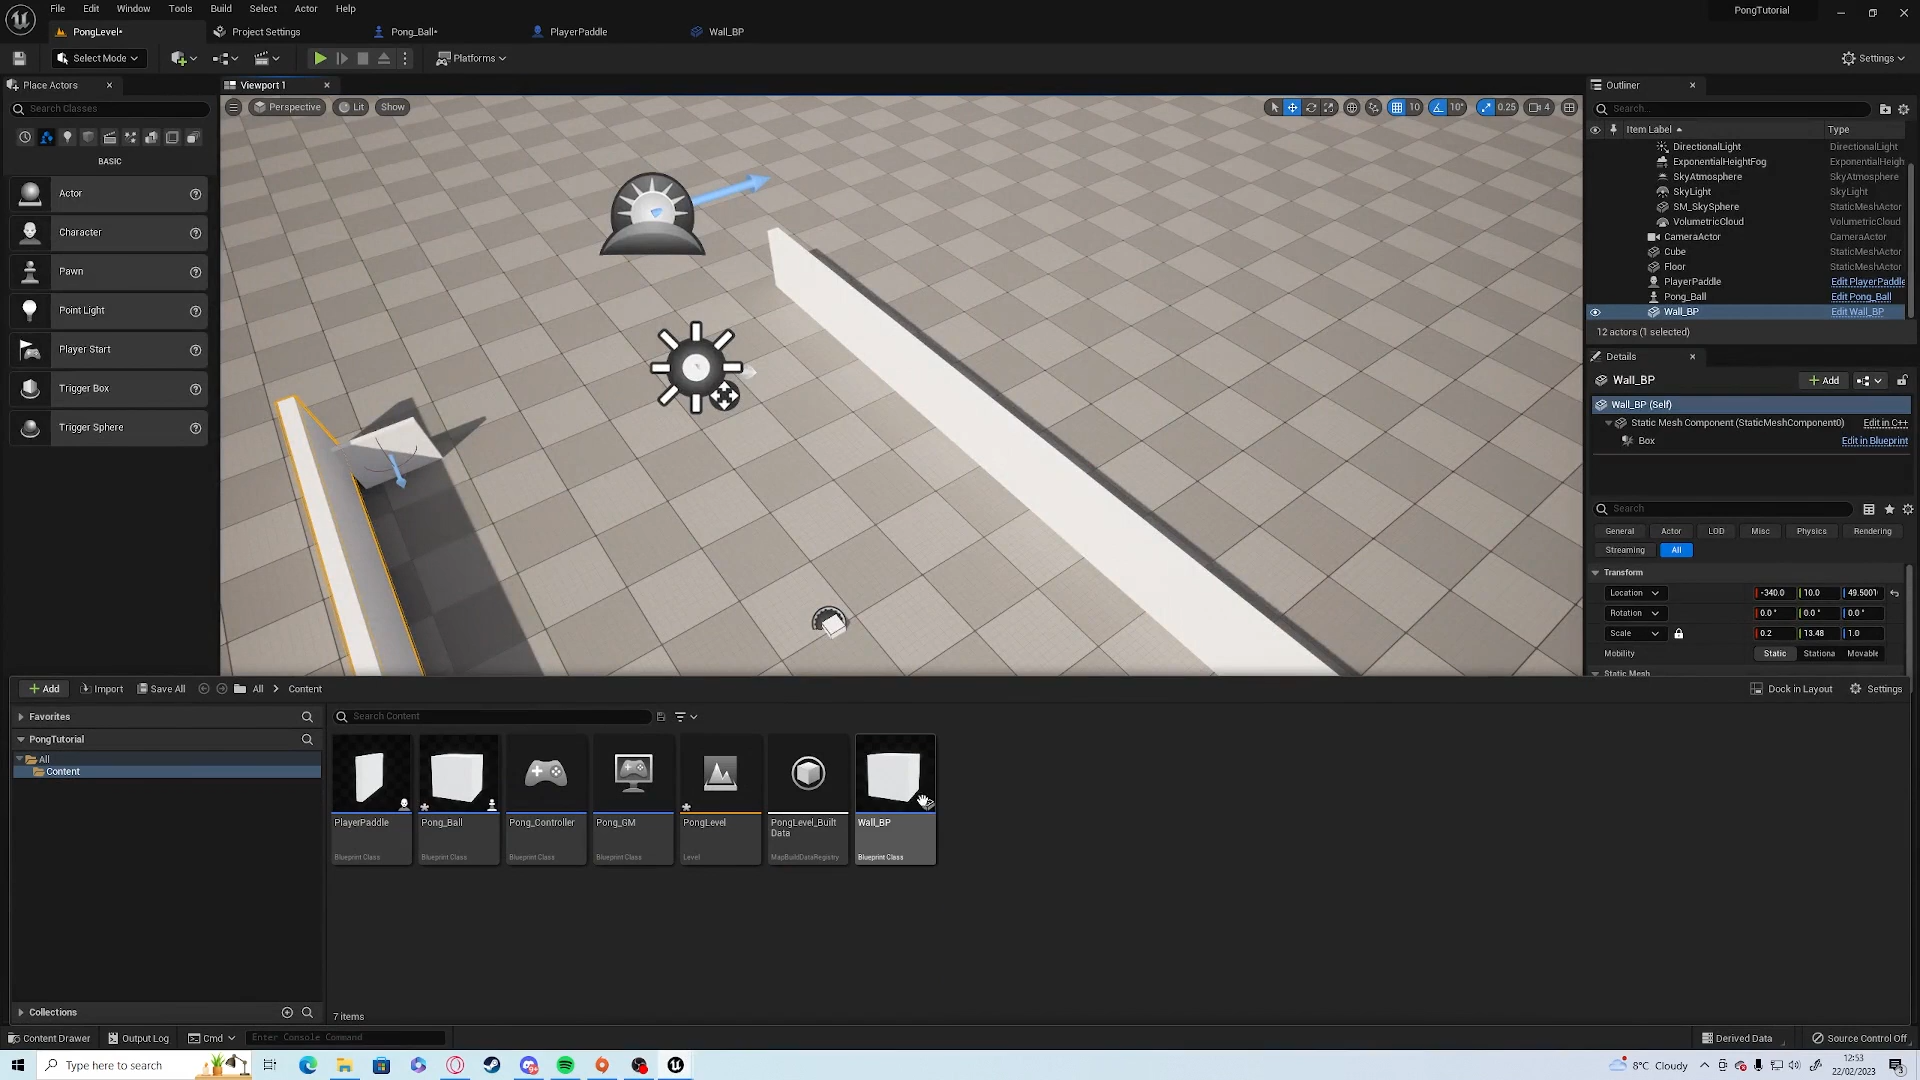 File Edit Window Tools Build Select Actor Help
PongTutorial
PongLevel•
Project Settings
Pong_Ball•
PlayerPaddle
Wall_BP
Select Mode
Platforms
Settings
Place Actors
Viewport 1
Outliner
Search Classes
Perspective
Lit
Show
10
10°
0.25
4
Search...
Item Label
Type
BASIC
Actor
Character
Pawn
Point Light
Player Start
Trigger Box
Trigger Sphere
DirectionalLight DirectionalLight
ExponentialHeightFog ExponentialHeigh
SkyAtmosphere SkyAtmosphere
SkyLight SkyLight
SM_SkySphere StaticMeshActor
VolumetricCloud VolumetricCloud
CameraActor CameraActor
Cube StaticMeshActor
Floor StaticMeshActor
PlayerPaddle Edit PlayerPaddle
Pong_Ball Edit Pong_Ball
Wall_BP Edit Wall_BP
12 actors (1 selected)
Details
Wall_BP
Add
Wall_BP (Self)
Static Mesh Component (StaticMeshComponent0) Edit in C++
Box Edit in Blueprint
Search
General Actor LOD Misc Physics Rendering
Streaming All
Transform
Location -340.0 10.0 49.5001
Rotation 0.0° 0.0° 0.0°
Scale 0.2 13.48 1.0
Mobility Static Stationa Movable
Static Mesh
Add Import Save All All Content
Dock in Layout Settings
Favorites
Search Content
PongTutorial
All
Content
PlayerPaddle
Blueprint Class
Pong_Ball
Blueprint Class
Pong_Controller
Blueprint Class
Pong_GM
Blueprint Class
PongLevel
Level
PongLevel_Built
Data
MapBuildDataRegistry
Wall_BP
Blueprint Class
Collections
7 items
Content Drawer Output Log Cmd Enter Console Command
Derived Data Source Control Off
Type here to search
8°C Cloudy
12:53
22/02/2023
3